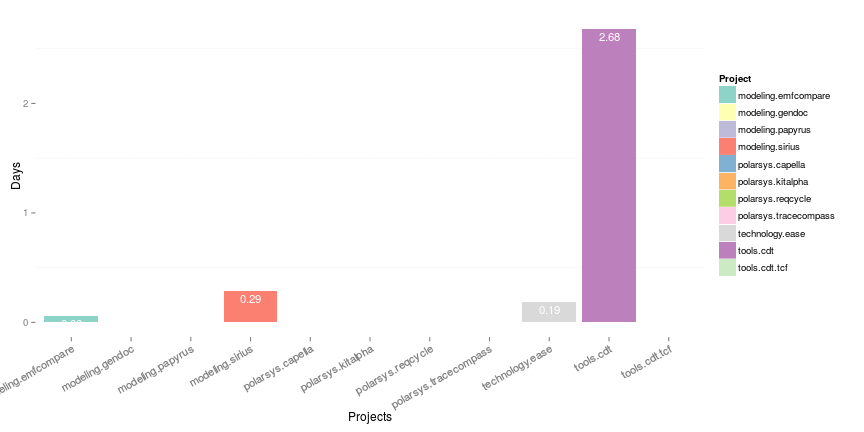 2.68
Project
modeling.emfcompare
modeling.gendoc
modeling.papyrus
modeling.sirius
polarsys.capella
polarsys.kitalpha
polarsys.reqcycle
polarsys.tracecompass
technology.ease
tools.cdt
tools.cdt.tcf
2
Days
1
0.29
0.19
0
eling.emfcompare
modeling.gendoc
modeling.papyrus
modeling.sirius
polarsys.capella
polarsys.kitalpha
polarsys.reqcycle
polarsys.tracecompass
technology.ease
tools.cdt
tools.cdt.tcf
Projects